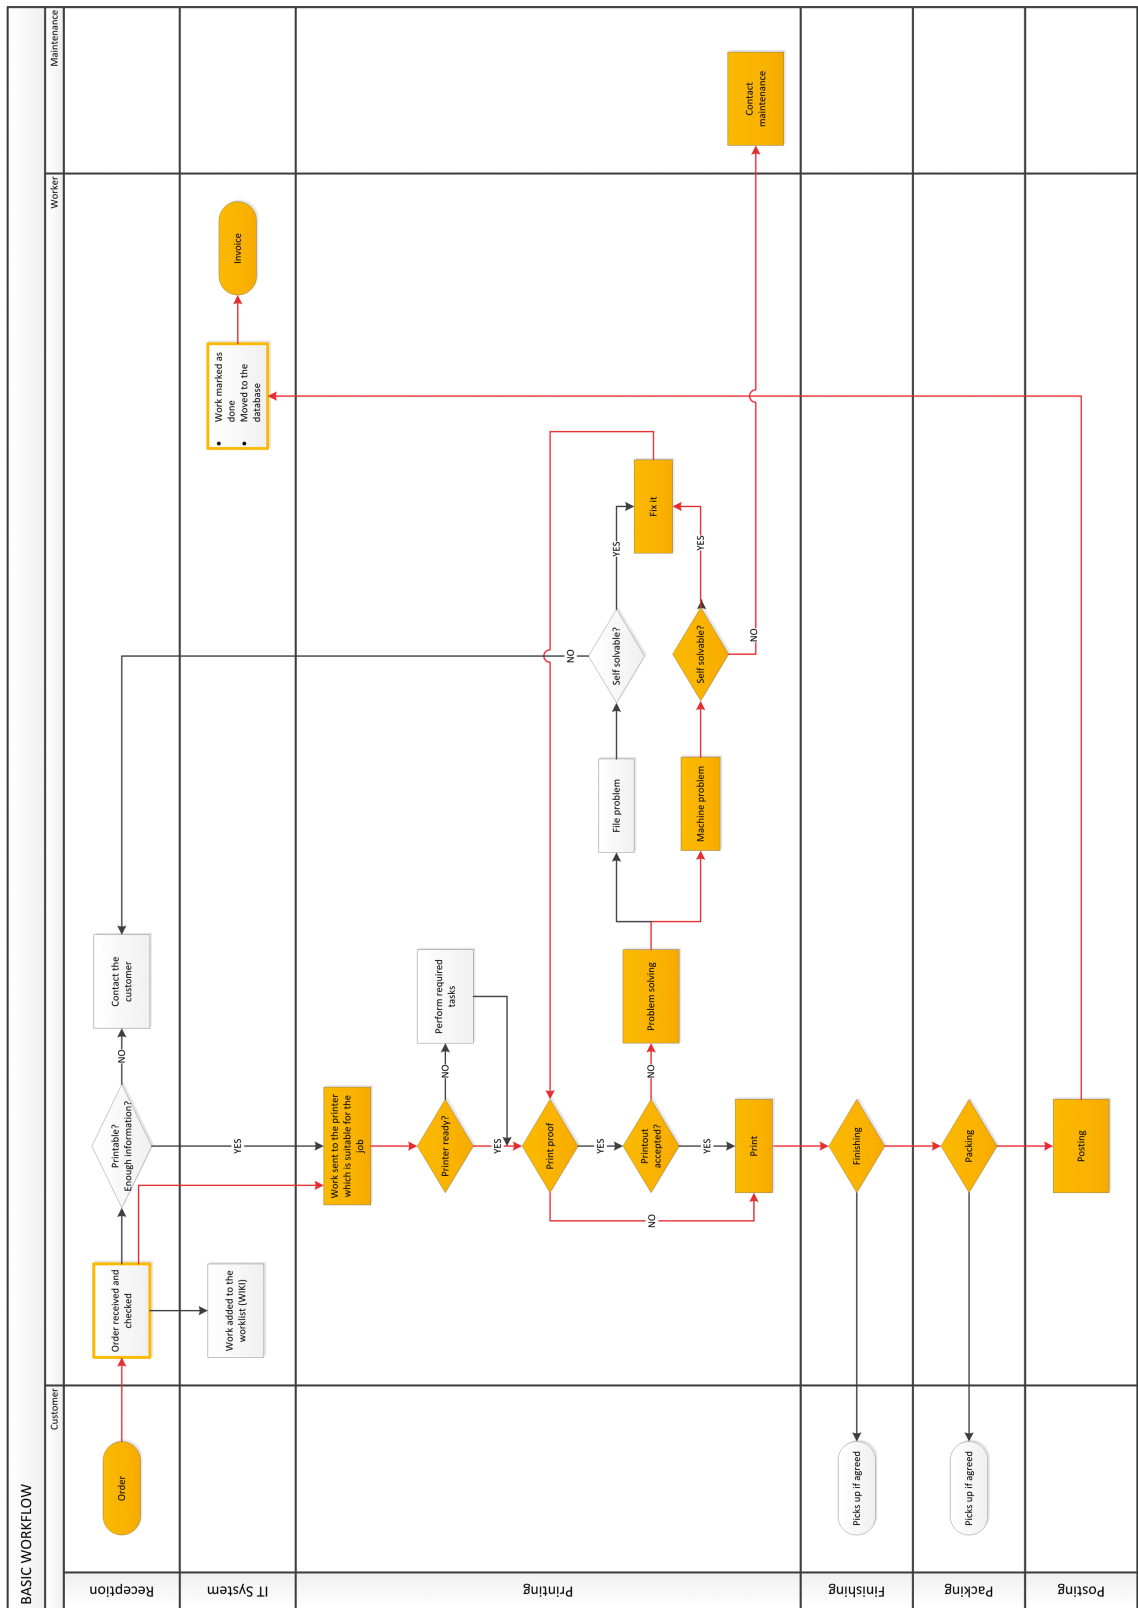 BASIC WORKFLOW
Customer
Worker
Maintenance
Reception
Order
Order received and
checked
Printable?
Enough information?
NO
Contact the
customer
YES
IT System
Work added to the
worklist (WIKI)
• Work marked as
done
• Moved to the
database
Invoice
Printing
Work sent to the printer
which is suitable for the
job
Printer ready?
NO
Perform required
tasks
YES
Print proof
YES
NO
Printout
accepted?
NO
Problem solving
YES
File problem
Self solvable?
NO
YES
Fix it
Machine problem
Self solvable?
YES
NO
Contact
maintenance
Print
Finishing
Picks up if agreed
Finishing
Packing
Picks up if agreed
Packing
Posting
Posting